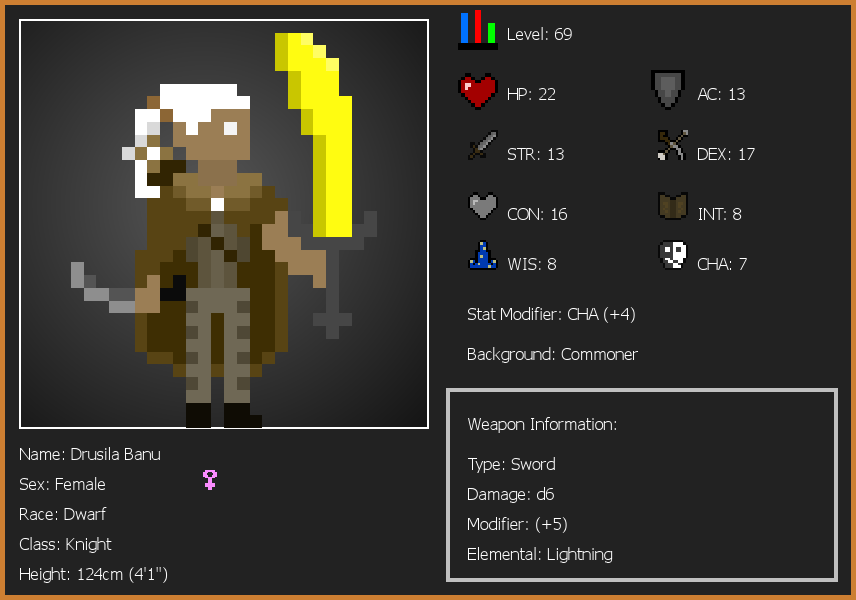 Level: 69
HP: 22
AC: 13
STR: 13
DEX: 17
CON: 16
INT: 8
WIS: 8
CHA: 7
Stat Modifier: CHA (+4)
Background: Commoner
Weapon Information:
Type: Sword
Damage: d6
Modifier: (+5)
Elemental: Lightning
Name: Drusila Banu
Sex: Female
Race: Dwarf
Class: Knight
Height: 124cm (4'1")